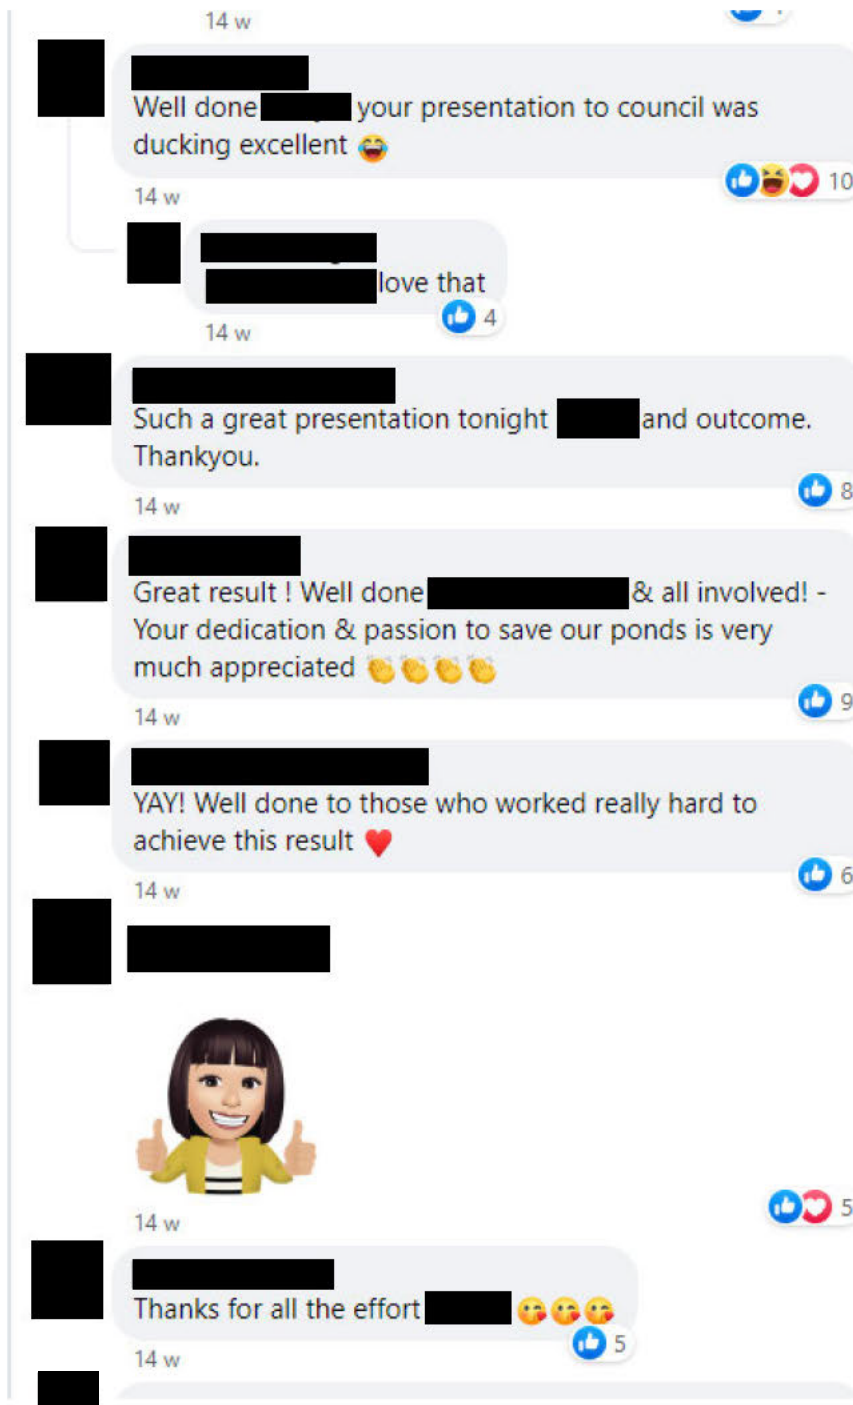 14 w
Well done your presentation to council was
ducking excellent 😂
10
14 w
love that
4
14 w
Such a great presentation tonight and outcome.
Thankyou.
8
14 w
Great result ! Well done & all involved! -
Your dedication & passion to save our ponds is very
much appreciated 👏👏👏👏
9
14 w
YAY! Well done to those who worked really hard to
achieve this result ♥
6
14 w
5
14 w
Thanks for all the effort 😘😘😘
5
14 w